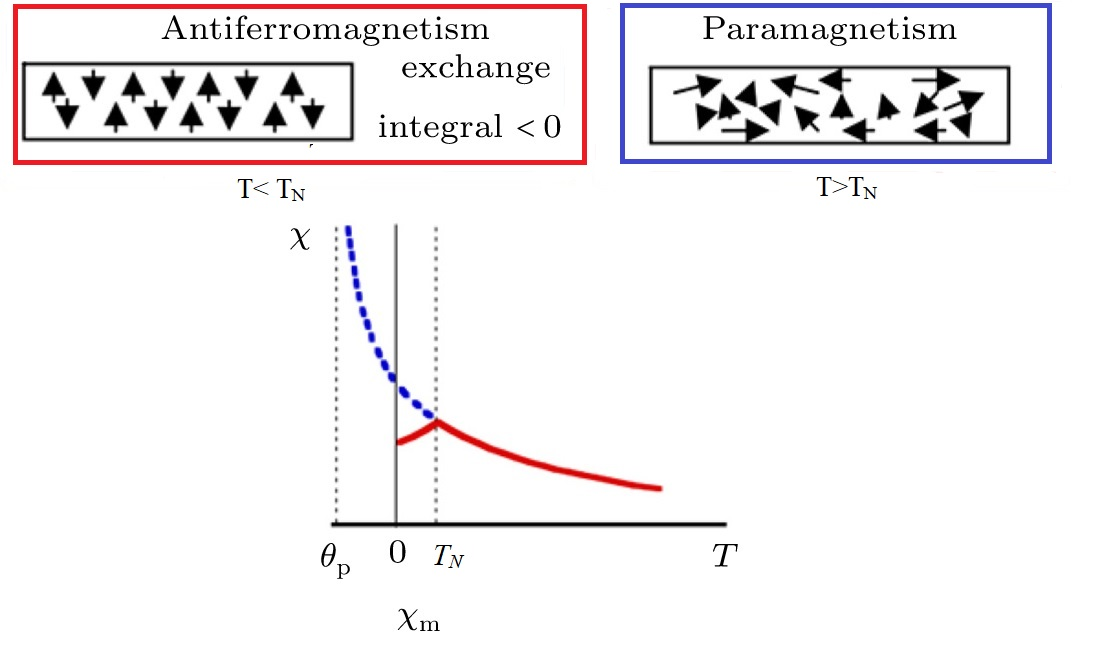 Antiferromagnetism
exchange
integral < 0
Paramagnetism
T< T_N
T>T_N
χ
θ_p 0 T_N T
χ_m